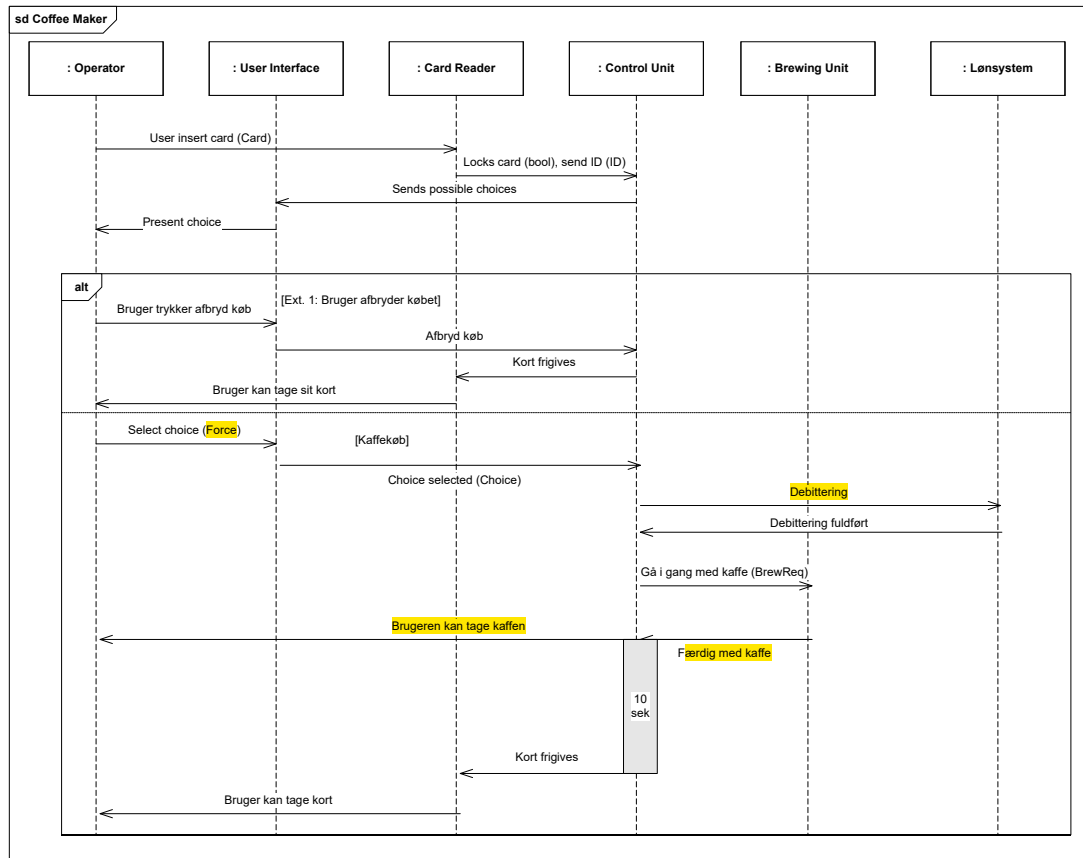 sd Coffee Maker
: Operator
: User Interface
: Card Reader
: Control Unit
: Brewing Unit
: Lønsystem
User insert card (Card)
Locks card (bool), send ID (ID)
Sends possible choices
Present choice
alt
[Ext. 1: Bruger afbryder købet]
Bruger trykker afbryd køb
Afbryd køb
Kort frigives
Bruger kan tage sit kort
Select choice (Force)
[Kaffekøb]
Choice selected (Choice)
Debittering
Debittering fuldført
Gå i gang med kaffe (BrewReq)
Brugeren kan tage kaffen
Færdig med kaffe
10
sek
Kort frigives
Bruger kan tage kort